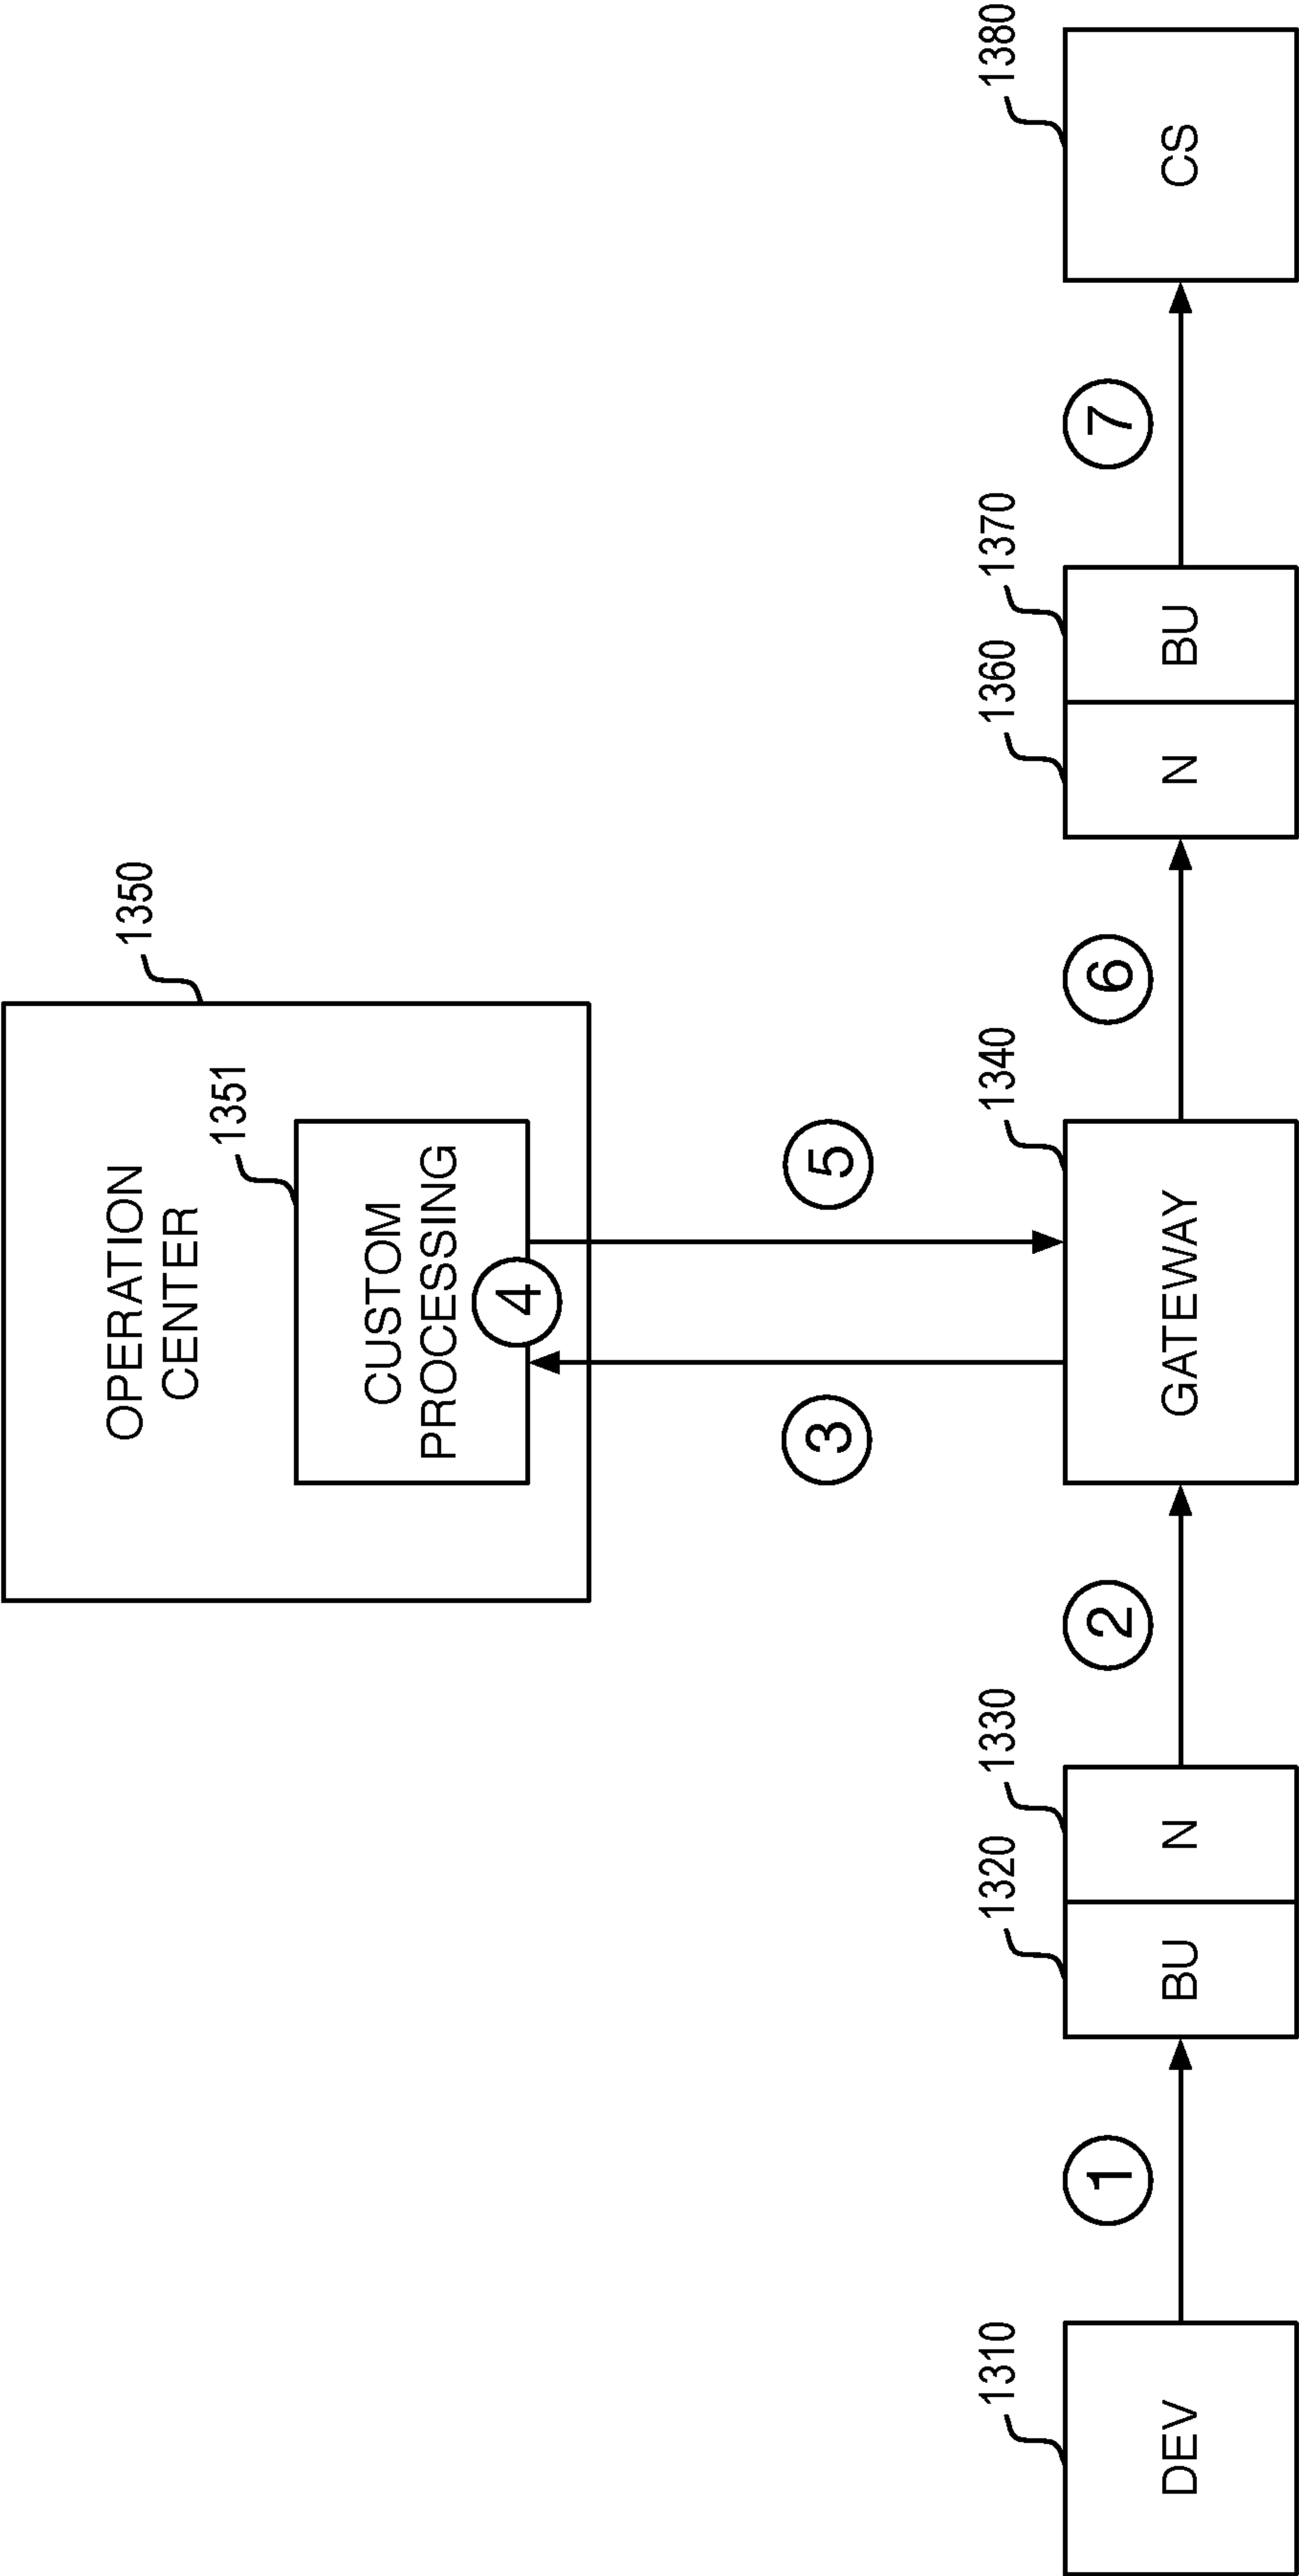 OPERATION
CENTER
1350
CUSTOM
PROCESSING
1351
4
3
5
DEV
1310
1
BU
1320
N
1330
2
GATEWAY
1340
6
N
1360
BU
1370
7
CS
1380